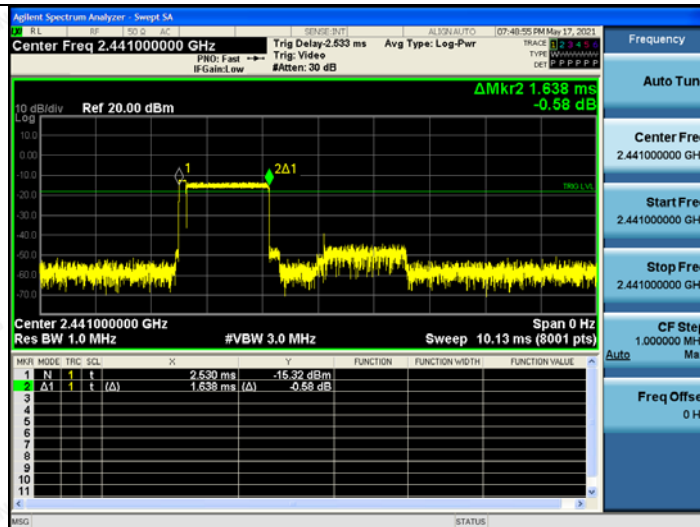 Agilent Spectrum Analyzer - Swept SA
RL RF 50 Ω AC SENSE:INT ALIGN AUTO 07:40:55 PM May 17, 2021
Center Freq 2.441000000 GHz
Trig Delay-2.533 ms Avg Type: Log-Pwr
TRACE 1 2 3 4 5 6
PNO: Fast Trig: Video
TYPE WWWWWW
IFGain:Low #Atten: 30 dB
DET P P P P P P
ΔMkr2 1.638 ms
-0.58 dB
10 dB/div Ref 20.00 dBm
Log
10.0
0.00
-10.0
-20.0
-30.0
-40.0
-50.0
-60.0
-70.0
1
2Δ1
TRIG LVL
Center 2.441000000 GHz Span 0 Hz
Res BW 1.0 MHz #VBW 3.0 MHz Sweep 10.13 ms (8001 pts)
MKR MODE TRC SCL X Y FUNCTION FUNCTION WIDTH FUNCTION VALUE
1 N 1 t 2.530 ms -15.32 dBm
2 Δ1 1 t (Δ) 1.638 ms (Δ) -0.58 dB
3
4
5
6
7
8
9
10
11
MSG STATUS
Frequency
Auto Tun
Center Fre
2.441000000 GH
Start Fre
2.441000000 GH
Stop Fre
2.441000000 GH
CF Ste
1.000000 MH
Auto Ma
Freq Offse
0 H